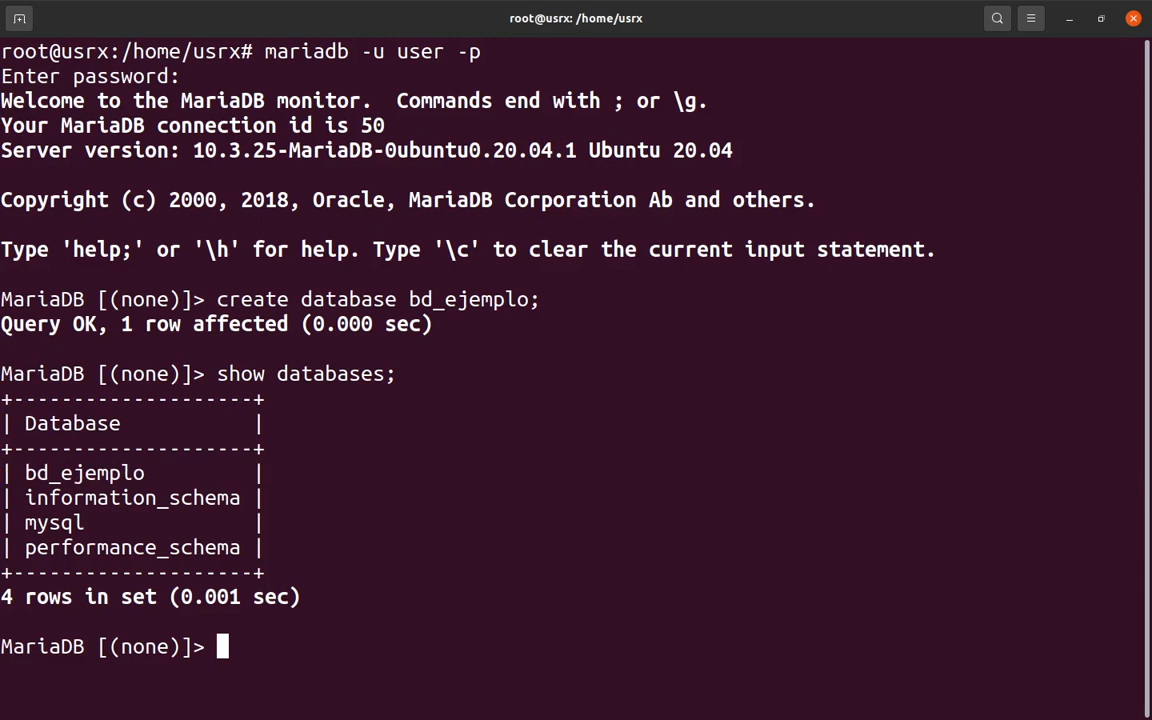 root@usrx: /home/usrx
root@usrx:/home/usrx# mariadb -u user -p
Enter password:
Welcome to the MariaDB monitor.  Commands end with ; or \g.
Your MariaDB connection id is 50
Server version: 10.3.25-MariaDB-0ubuntu0.20.04.1 Ubuntu 20.04
Copyright (c) 2000, 2018, Oracle, MariaDB Corporation Ab and others.
Type 'help;' or '\h' for help. Type '\c' to clear the current input statement.
MariaDB [(none)]> create database bd_ejemplo;
Query OK, 1 row affected (0.000 sec)
MariaDB [(none)]> show databases;
+--------------------+
| Database           |
+--------------------+
| bd_ejemplo         |
| information_schema |
| mysql              |
| performance_schema |
+--------------------+
4 rows in set (0.001 sec)
MariaDB [(none)]>